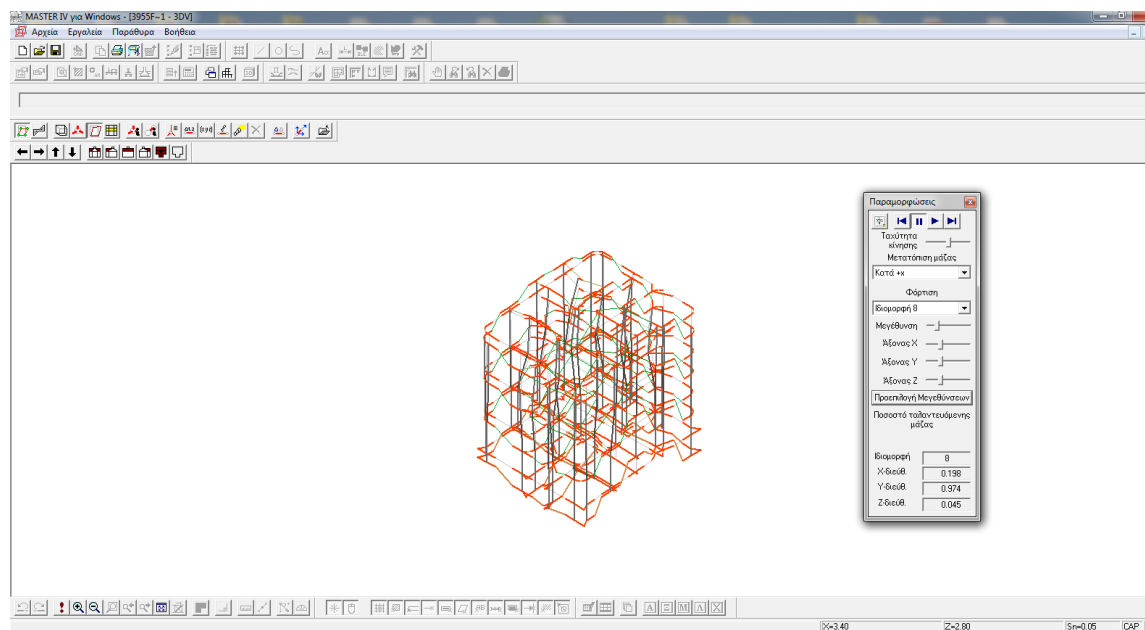 MASTER IV για Windows - [3955F~1 - 3DV]
Αρχεία Εργαλεία Παράθυρα Βοήθεια
Παραμορφώσεις
Ταχύτητα
κίνησης
Μετατόπιση μάζας
Κατά +x
Φόρτιση
Ιδιομορφή 8
Μεγέθυνση
Άξονας X
Άξονας Y
Άξονας Z
Προεπιλογή Μεγεθύνσεων
Ποσοστό ταλαντευόμενης
μάζας
Ιδιομορφή 8
X-διεύθ. 0.198
Y-διεύθ. 0.974
Z-διεύθ. 0.045
X=3.40 Z=2.80 Sn=0.05 CAP